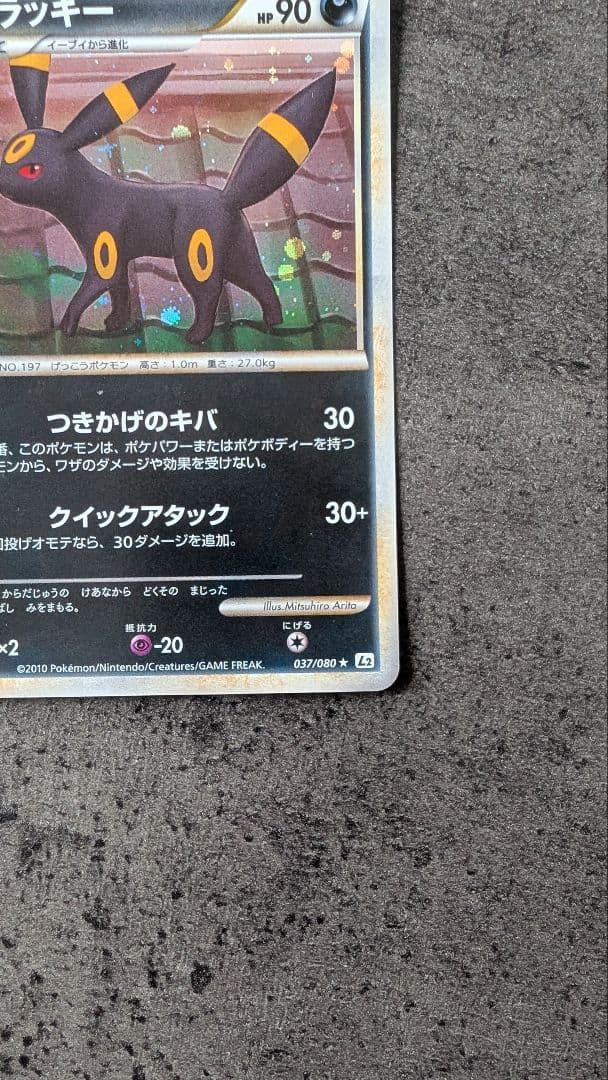 ラッキー HP90
イーブイから進化
NO.197 げっこうポケモン 高さ：1.0m 重さ：27.0kg
つきかげのキバ 30
番、このポケモンは、ポケパワーまたはポケボディーを持つ
モンから、ワザのダメージや効果を受けない。
クイックアタック 30+
回投げオモテなら、30ダメージを追加。
からだじゅうの けあなから どくその まじった
ばし みをまもる。
Illus.Mitsuhiro Arita
抵抗力 にげる
×2 -20
©2010 Pokémon/Nintendo/Creatures/GAME FREAK. 037/080 ★ L2